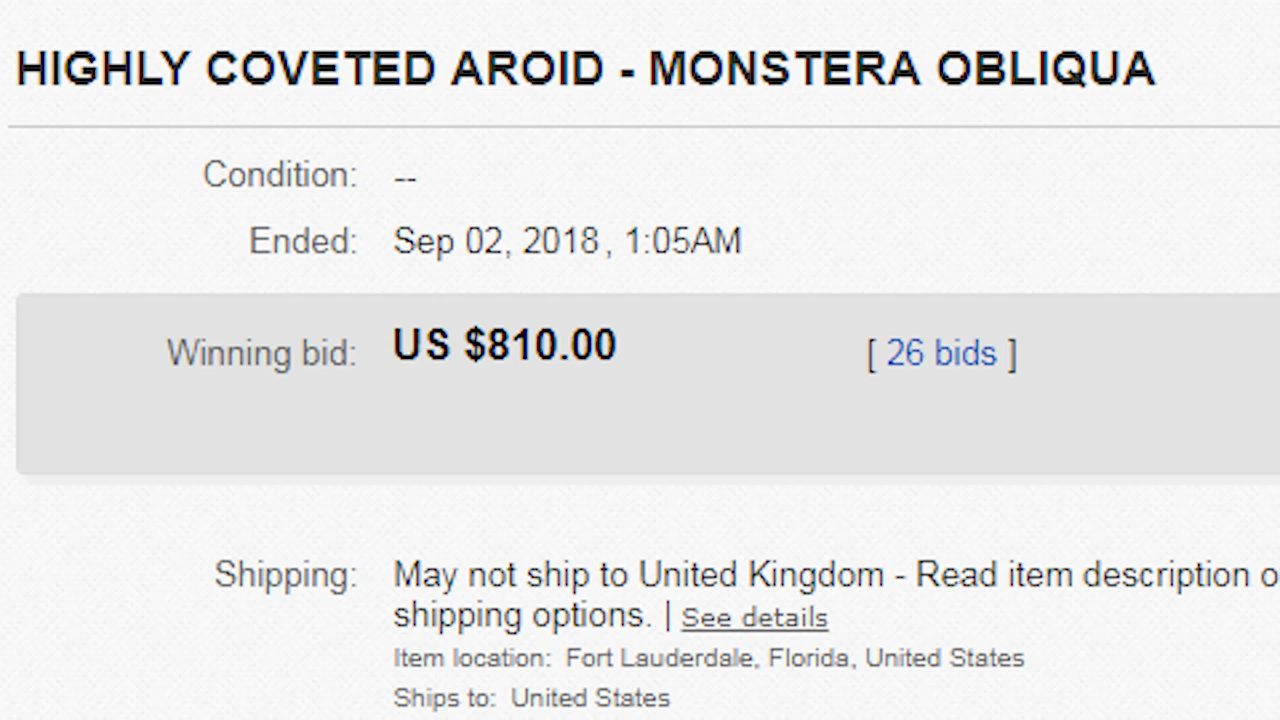 HIGHLY COVETED AROID - MONSTERA OBLIQUA
Condition: --
Ended: Sep 02, 2018, 1:05AM
Winning bid: US $810.00 [ 26 bids ]
Shipping: May not ship to United Kingdom - Read item description o
shipping options. | See details
Item location: Fort Lauderdale, Florida, United States
Ships to: United States